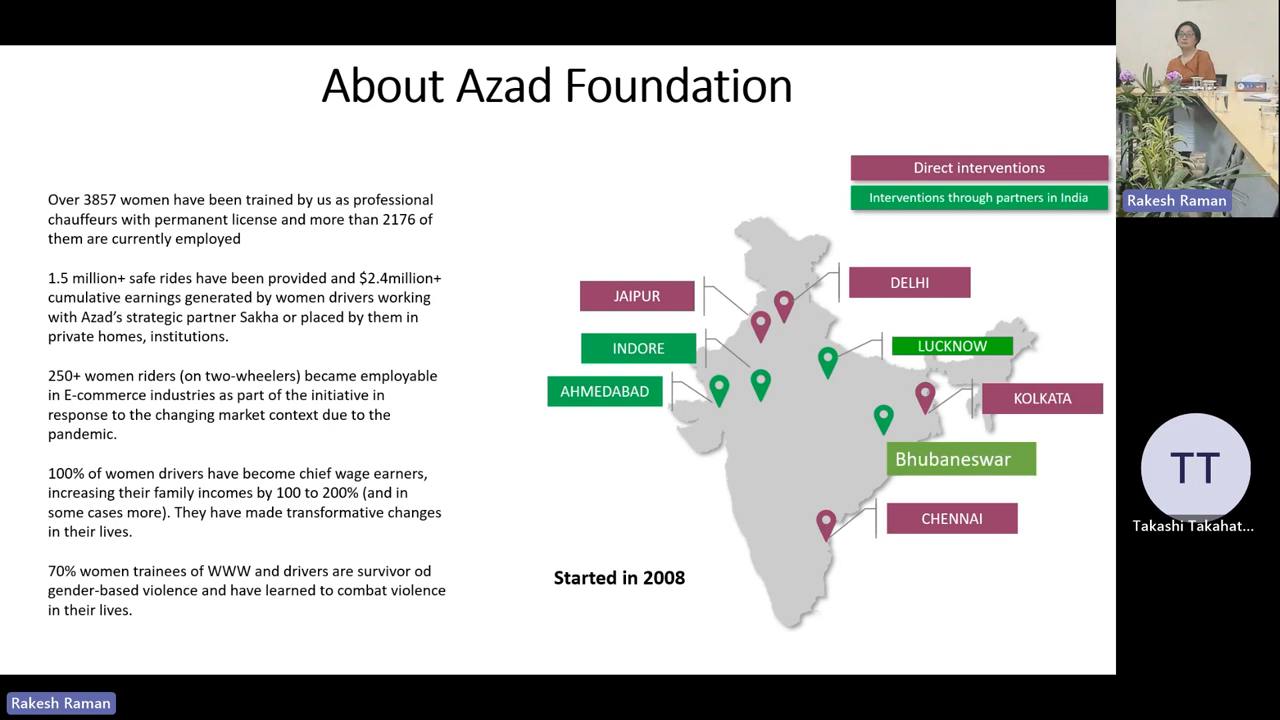 About Azad Foundation
Over 3857 women have been trained by us as professional
chauffeurs with permanent license and more than 2176 of
them are currently employed
1.5 million+ safe rides have been provided and $2.4million+
cumulative earnings generated by women drivers working
with Azad's strategic partner Sakha or placed by them in
private homes, institutions.
250+ women riders (on two-wheelers) became employable
in E-commerce industries as part of the initiative in
response to the changing market context due to the
pandemic.
100% of women drivers have become chief wage earners,
increasing their family incomes by 100 to 200% (and in
some cases more). They have made transformative changes
in their lives.
70% women trainees of WWW and drivers are survivor od
gender-based violence and have learned to combat violence
in their lives.
Direct interventions
Interventions through partners in India
JAIPUR
DELHI
INDORE
LUCKNOW
AHMEDABAD
KOLKATA
Bhubaneswar
CHENNAI
Started in 2008
Rakesh Raman
TT
Takashi Takahat...
Rakesh Raman